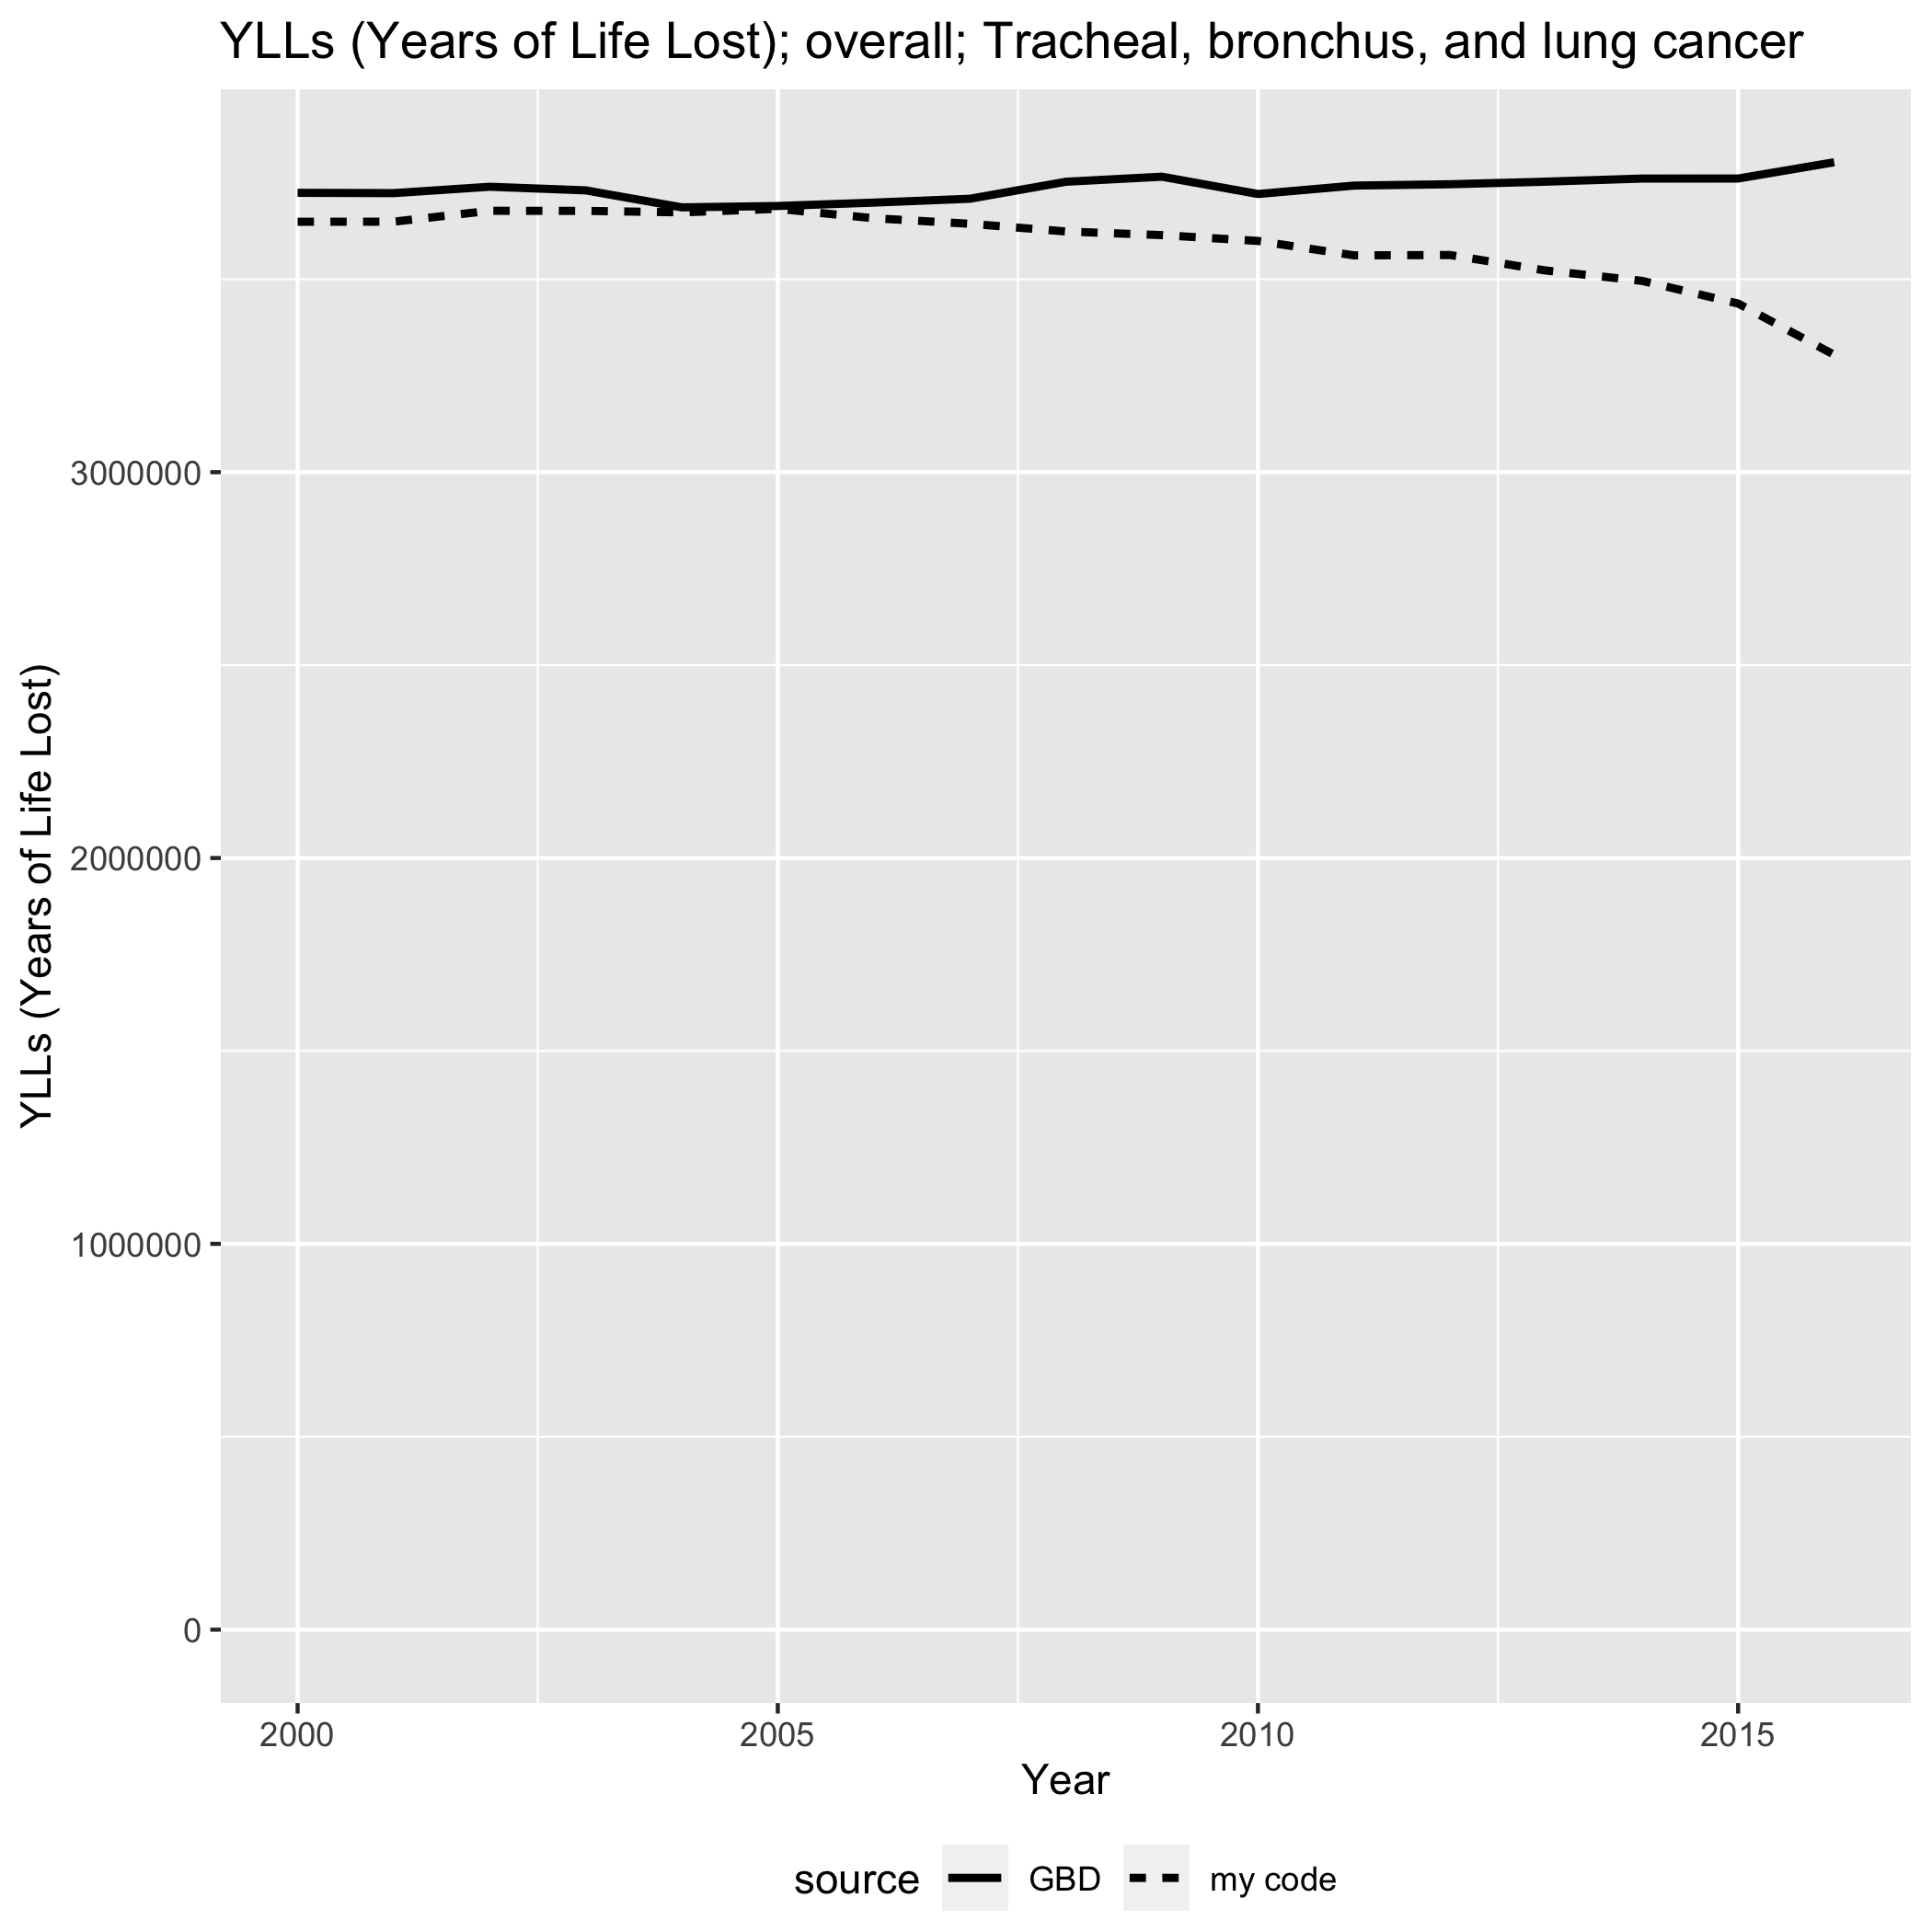 YLLs (Years of Life Lost); overall; Tracheal, bronchus, and lung cancer
YLLs (Years of Life Lost)
3000000
2000000
1000000
0
2000 2005 2010 2015
Year
source GBD my code